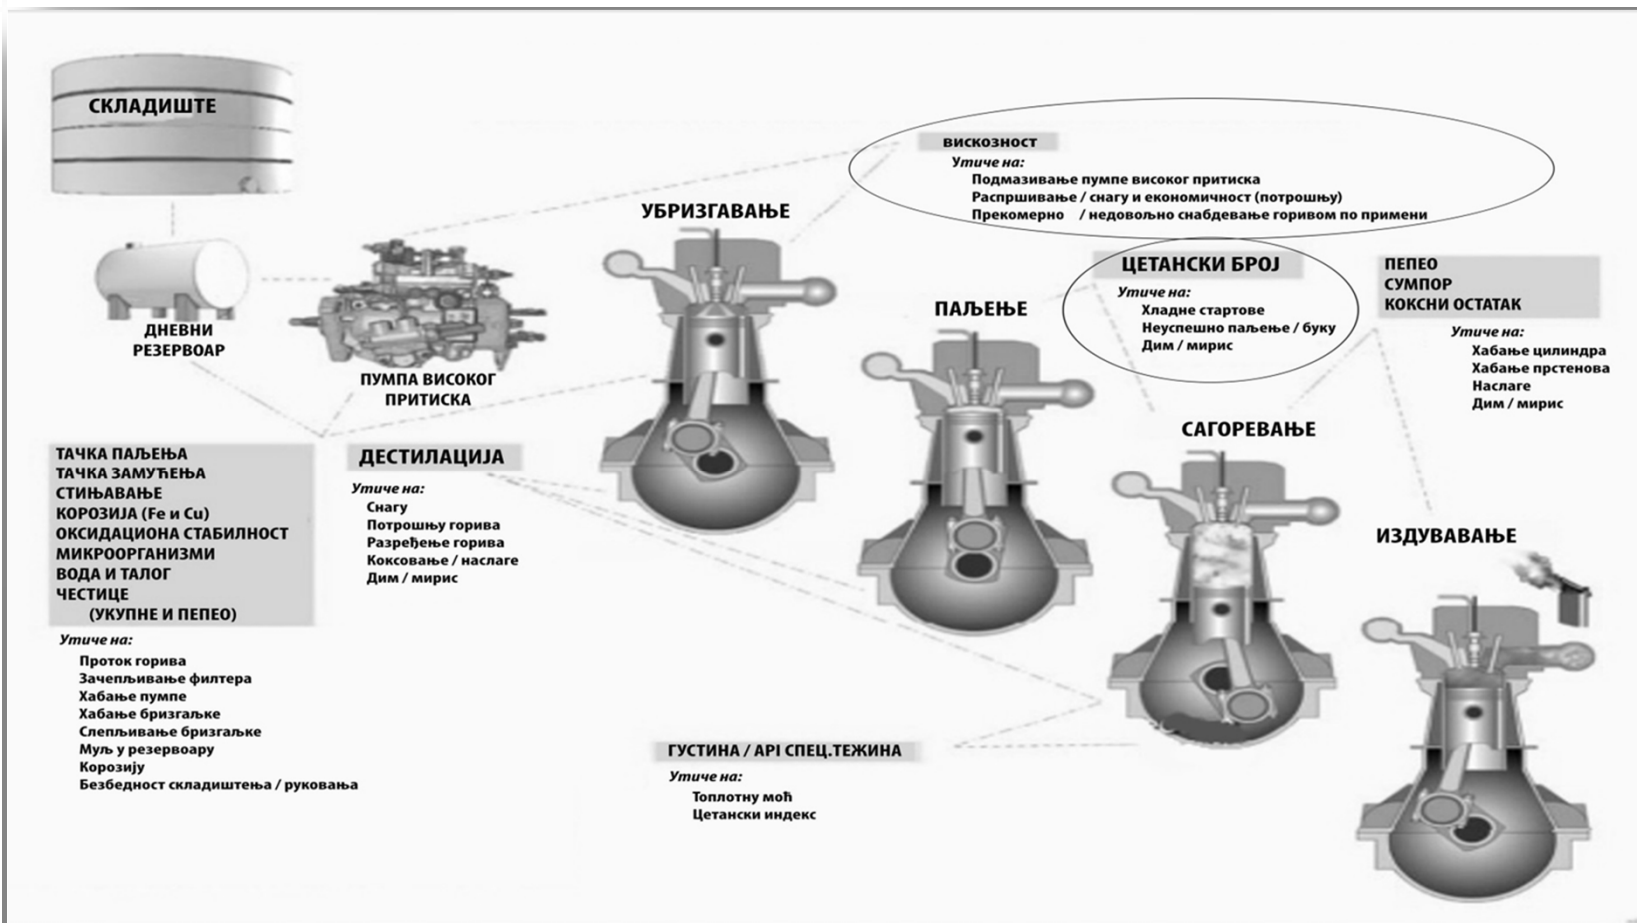 СКЛАДИШТЕ
ДНЕВНИ
РЕЗЕРВОАР
ПУМПА ВИСОКОГ
ПРИТИСКА
УБРИЗГАВАЊЕ
вискозност
Утиче на:
Подмазивање пумпе високог притиска
Распршивање / снагу и економичност (потрошњу)
Прекомерно / недовољно снабдевање горивом по примени
ПАЉЕЊЕ
ЦЕТАНСКИ БРОЈ
Утиче на:
Хладне стартове
Неуспешно паљење / буку
Дим / мирис
ПЕПЕО
СУМПОР
КОКСНИ ОСТАТАК
Утиче на:
Хабање цилиндра
Хабање прстенова
Наслаге
Дим / мирис
САГОРЕВАЊЕ
ИЗДУВАВАЊЕ
ТАЧКА ПАЉЕЊА
ТАЧКА ЗАМУЋЕЊА
СТИЊАВАЊЕ
КОРОЗИЈА (Fe и Cu)
ОКСИДАЦИОНА СТАБИЛНОСТ
МИКРООРГАНИЗМИ
ВОДА И ТАЛОГ
ЧЕСТИЦЕ
(УКУПНЕ И ПЕПЕО)
Утиче на:
Проток горива
Зачепљивање филтера
Хабање пумпе
Хабање бризгаљке
Слепљивање бризгаљке
Муљ у резервоару
Корозију
Безбедност складиштења / руковања
ДЕСТИЛАЦИЈА
Утиче на:
Снагу
Потрошњу горива
Разређење горива
Коксовање / наслаге
Дим / мирис
ГУСТИНА / API СПЕЦ.ТЕЖИНА
Утиче на:
Топлотну моћ
Цетански индекс